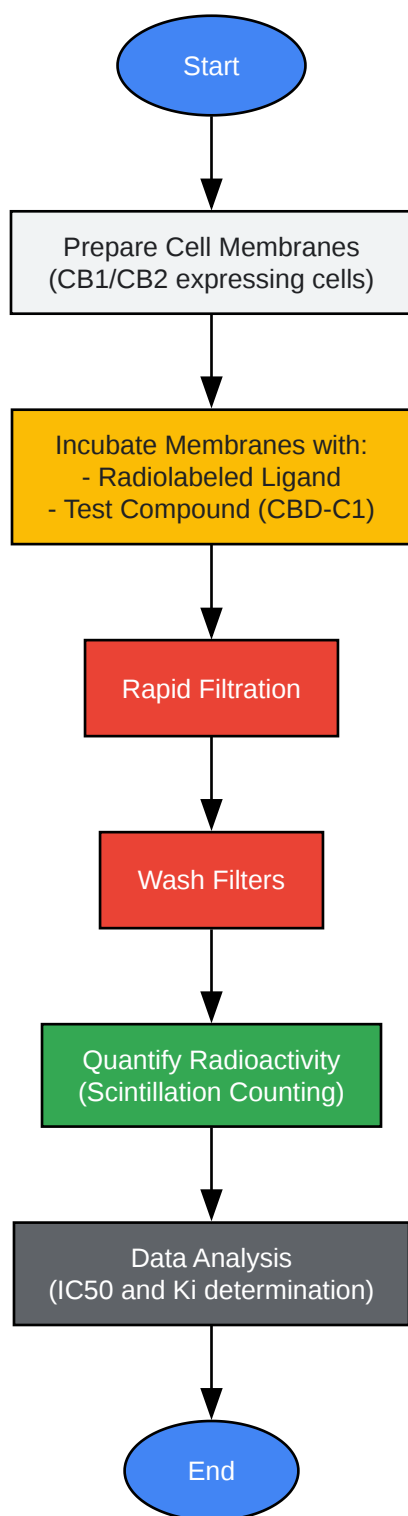 Start
Prepare Cell Membranes
(CB1/CB2 expressing cells)
Incubate Membranes with:
- Radiolabeled Ligand
- Test Compound (CBD-C1)
Rapid Filtration
Wash Filters
Quantify Radioactivity
(Scintillation Counting)
Data Analysis
(IC50 and Ki determination)
End